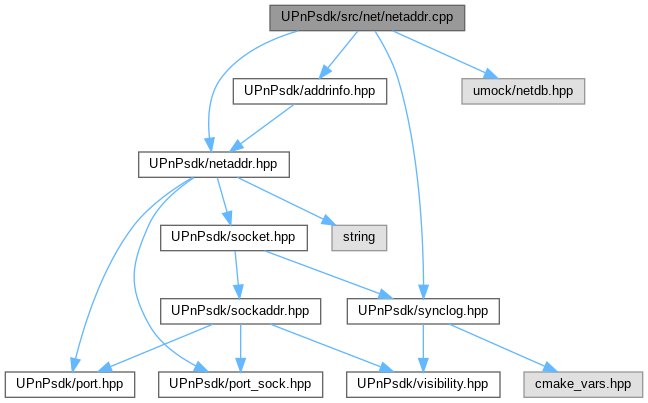 UPnPsdk/src/net/netaddr.cpp
UPnPsdk/addrinfo.hpp
umock/netdb.hpp
UPnPsdk/netaddr.hpp
UPnPsdk/socket.hpp
string
UPnPsdk/sockaddr.hpp
UPnPsdk/synclog.hpp
UPnPsdk/port.hpp
UPnPsdk/port_sock.hpp
UPnPsdk/visibility.hpp
cmake_vars.hpp